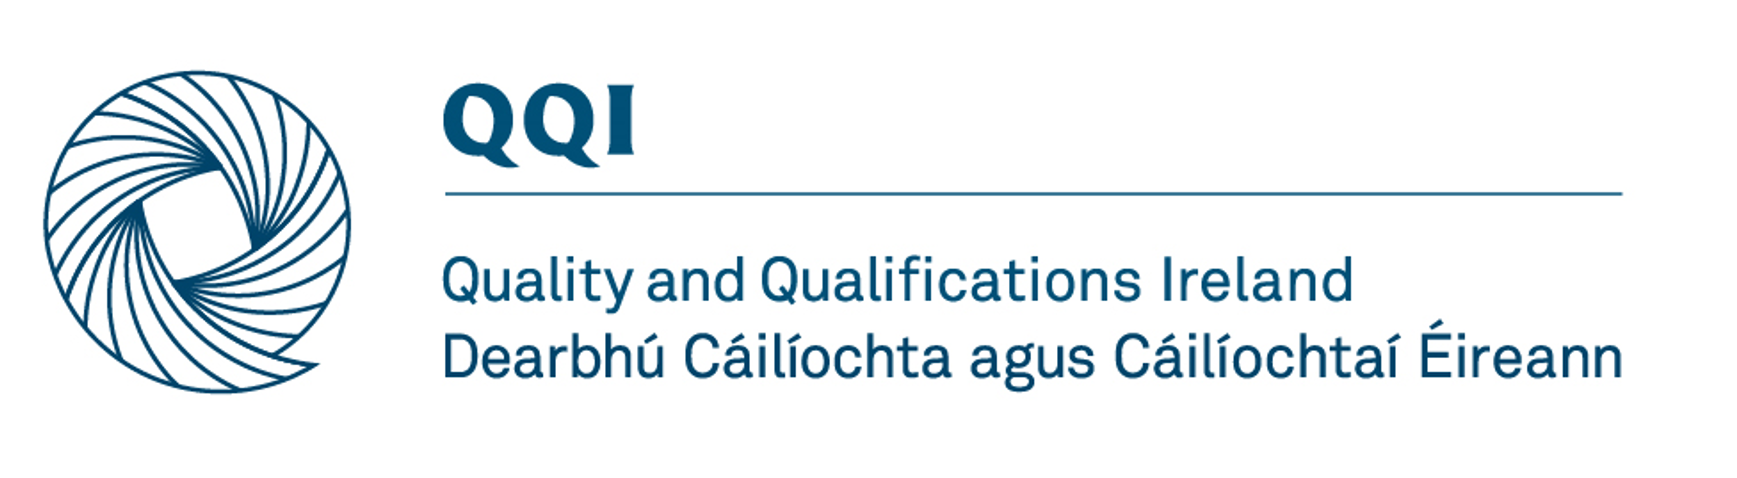 QQI
Quality and Qualifications Ireland
Dearbhú Cáilíochta agus Cáilíochtaí Éireann